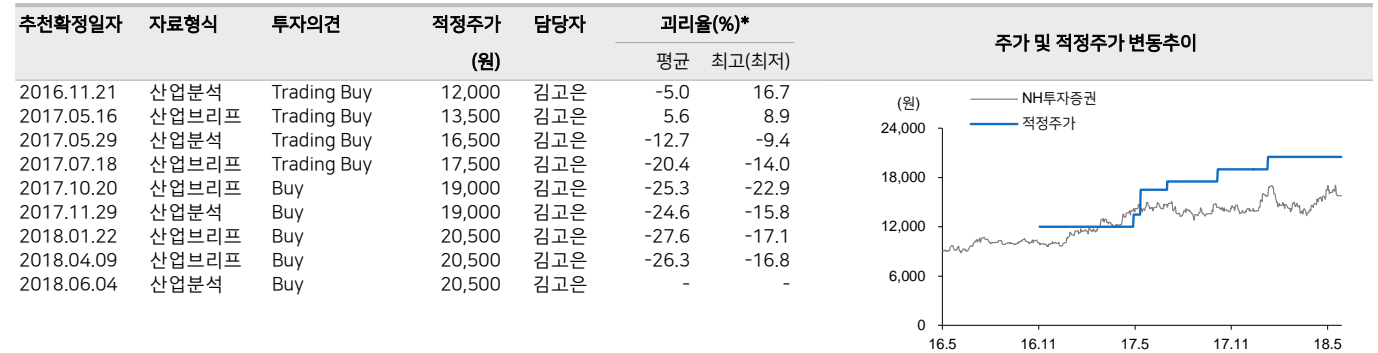 추천확정일자 자료형식 투자의견 적정주가 담당자 괴리율(%)* 주가 및 적정주가 변동추이
(원) 평균 최고(최저)
2016.11.21 산업분석 Trading Buy 12,000 김고은 -5.0 16.7
2017.05.16 산업브리프 Trading Buy 13,500 김고은 5.6 8.9
2017.05.29 산업분석 Trading Buy 16,500 김고은 -12.7 -9.4
2017.07.18 산업브리프 Trading Buy 17,500 김고은 -20.4 -14.0
2017.10.20 산업브리프 Buy 19,000 김고은 -25.3 -22.9
2017.11.29 산업분석 Buy 19,000 김고은 -24.6 -15.8
2018.01.22 산업브리프 Buy 20,500 김고은 -27.6 -17.1
2018.04.09 산업브리프 Buy 20,500 김고은 -26.3 -16.8
2018.06.04 산업분석 Buy 20,500 김고은 - -
(원) NH투자증권
적정주가
24,000
18,000
12,000
6,000
0
16.5 16.11 17.5 17.11 18.5